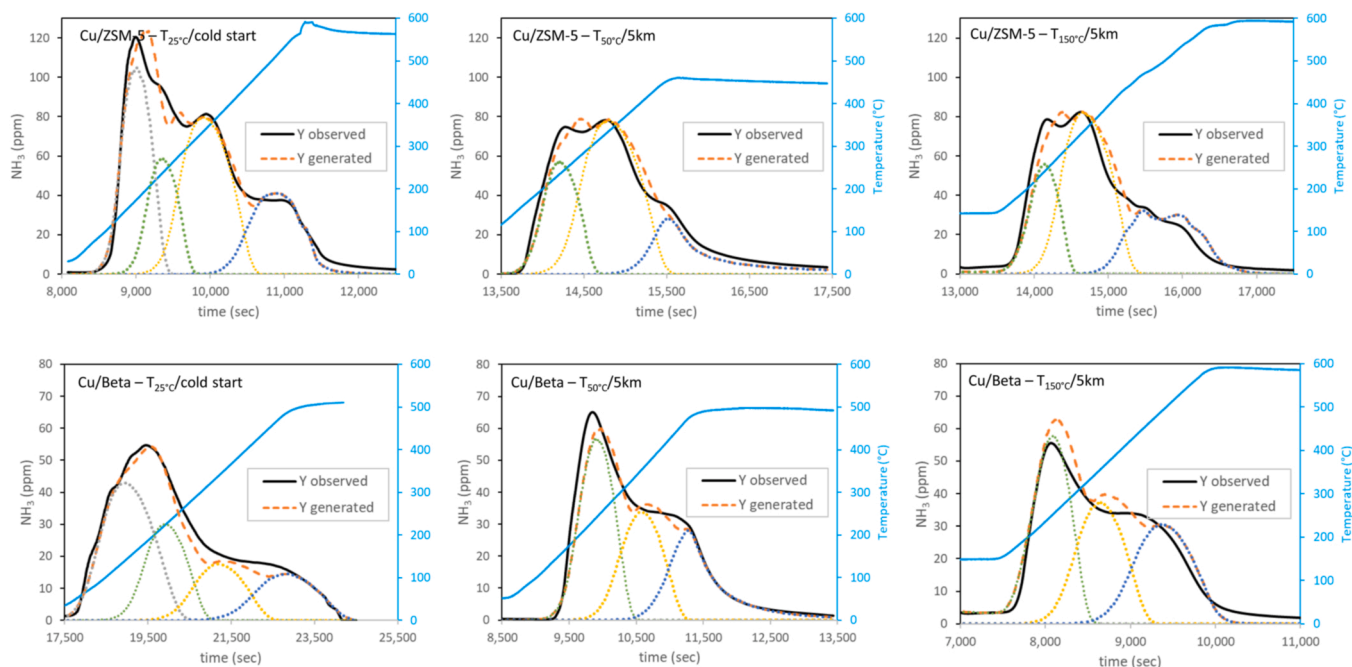 Cu/ZSM-5 – T25°C/cold start
NH3 (ppm)
120
100
80
60
40
20
0
8,000 9,000 10,000 11,000 12,000
time (sec)
600
500
400
300
200
100
0
Y observed
Y generated
Cu/ZSM-5 – T50°C/5km
NH3 (ppm)
120
100
80
60
40
20
0
13,500 14,500 15,500 16,500 17,500
time (sec)
600
500
400
300
200
100
0
Temperature (°C)
Y observed
Y generated
Cu/ZSM-5 – T150°C/5km
NH3 (ppm)
120
100
80
60
40
20
0
13,000 14,000 15,000 16,000 17,000
time (sec)
600
500
400
300
200
100
0
Temperature (°C)
Y observed
Y generated
Cu/Beta – T25°C/cold start
NH3 (ppm)
80
70
60
50
40
30
20
10
0
17,500 19,500 21,500 23,500 25,500
time (sec)
600
500
400
300
200
100
0
Y observed
Y generated
Cu/Beta – T50°C/5km
NH3 (ppm)
80
70
60
50
40
30
20
10
0
8,500 9,500 10,500 11,500 12,500 13,500
time (sec)
600
500
400
300
200
100
0
Temperature (°C)
Y observed
Y generated
Cu/Beta – T150°C/5km
NH3 (ppm)
80
70
60
50
40
30
20
10
0
7,000 8,000 9,000 10,000 11,000
time (sec)
600
500
400
300
200
100
0
Temperature (°C)
Y observed
Y generated